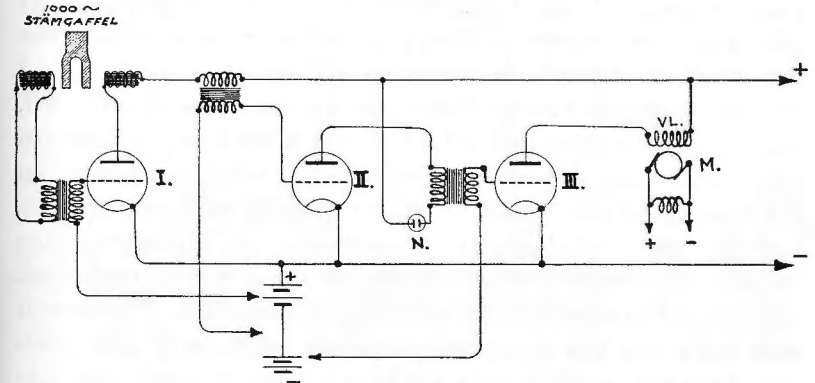 1000 ~
STÄMGAFFEL
I.
II.
III.
N.
VL.
M.
+
-
+
-
+
-